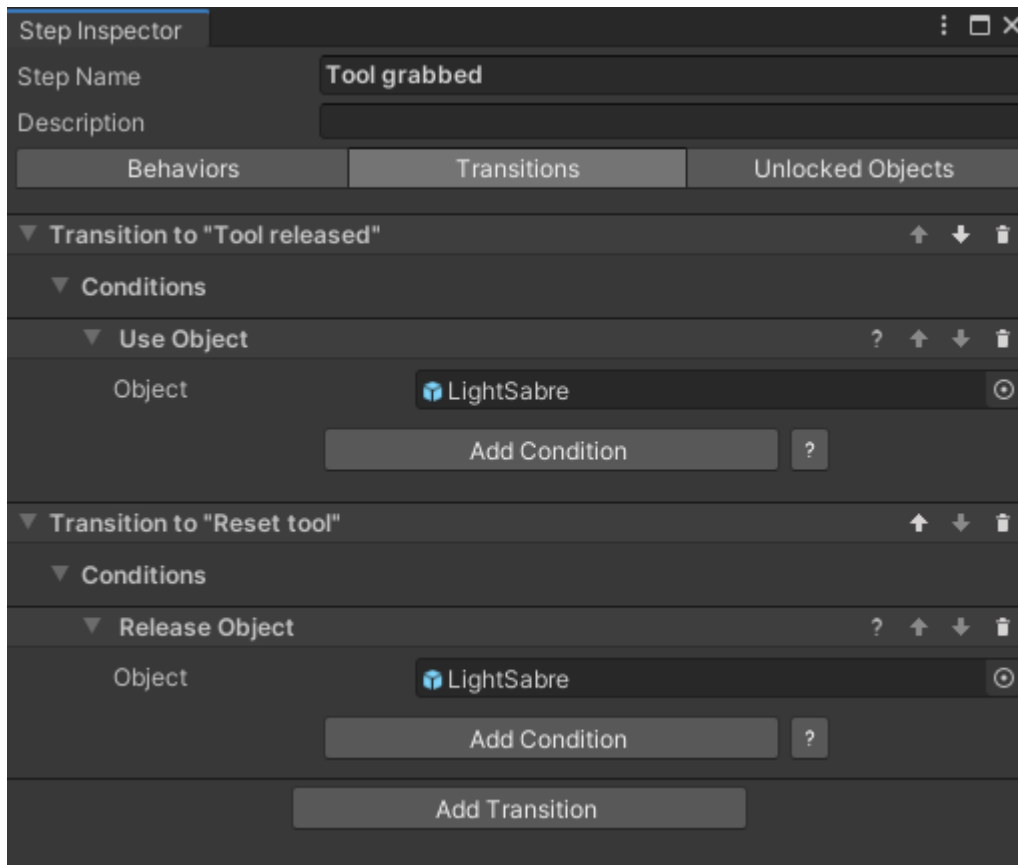 Step Inspector
Step Name Tool grabbed
Description
Behaviors Transitions Unlocked Objects
Transition to "Tool released"
Conditions
Use Object ?
Object LightSabre
Add Condition ?
Transition to "Reset tool"
Conditions
Release Object ?
Object LightSabre
Add Condition ?
Add Transition